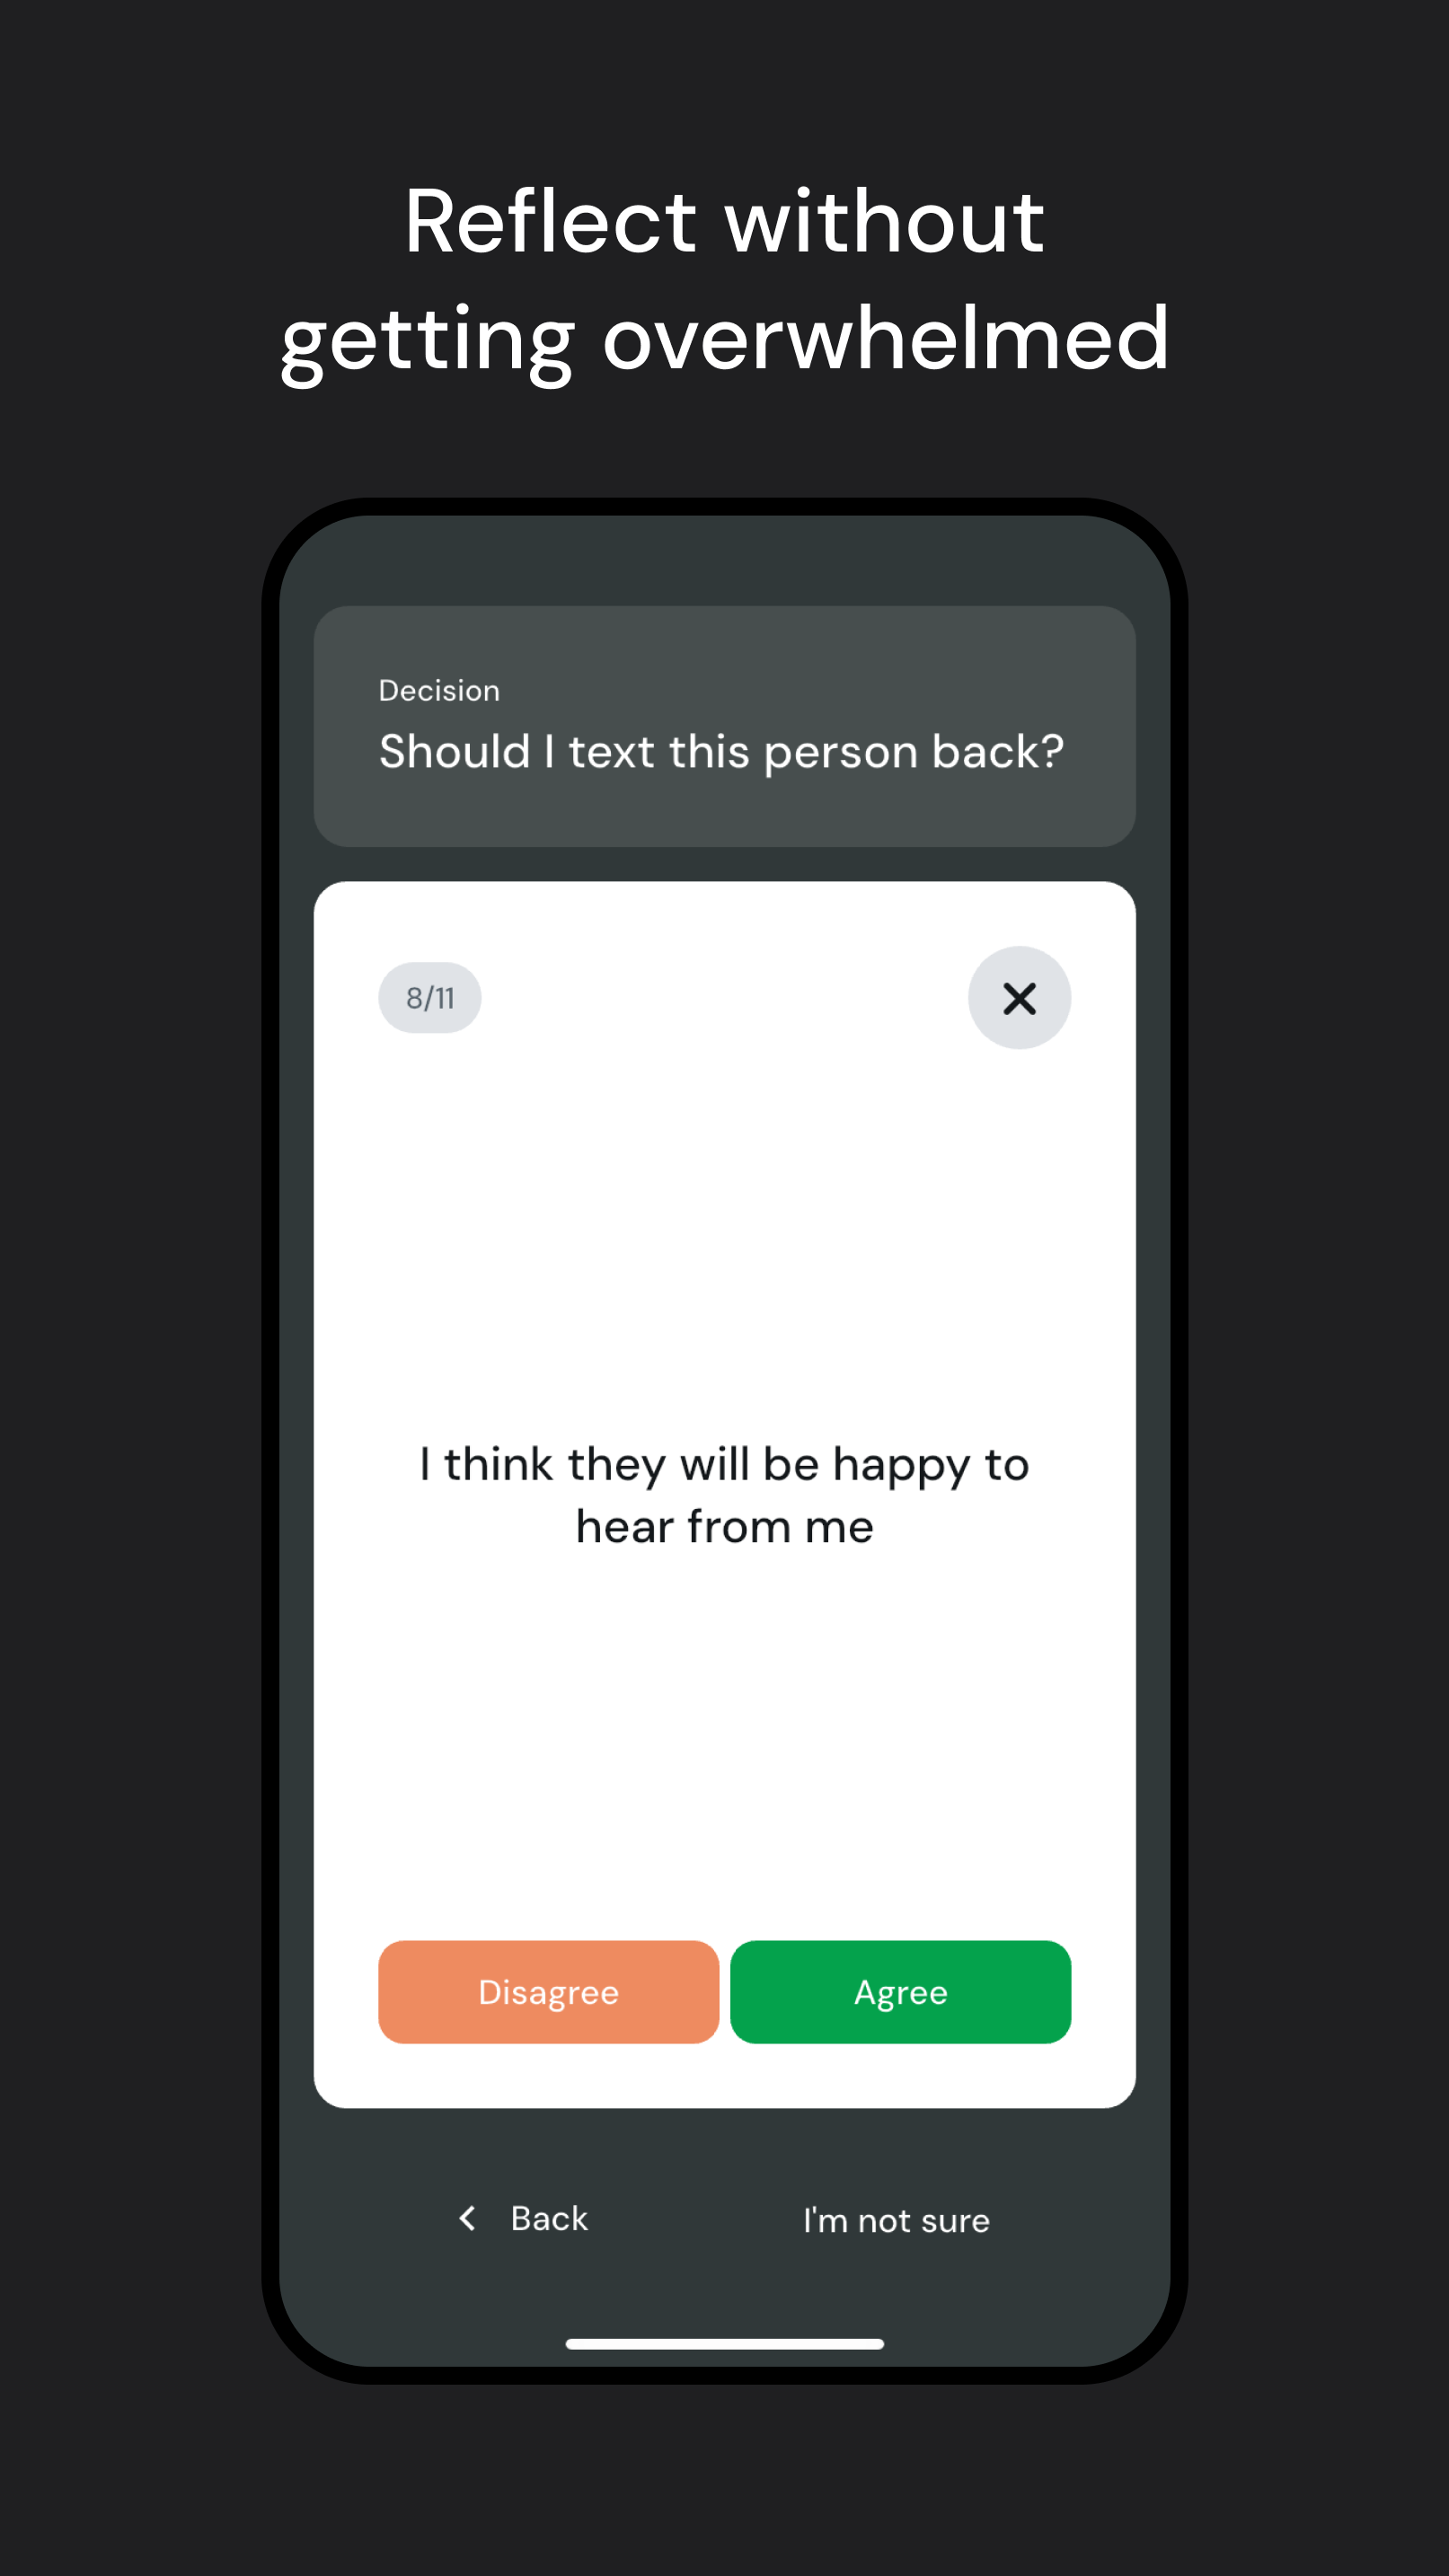 Reflect without
getting overwhelmed
Decision
Should I text this person back?
8/11
I think they will be happy to
hear from me
Disagree
Agree
Back
I'm not sure